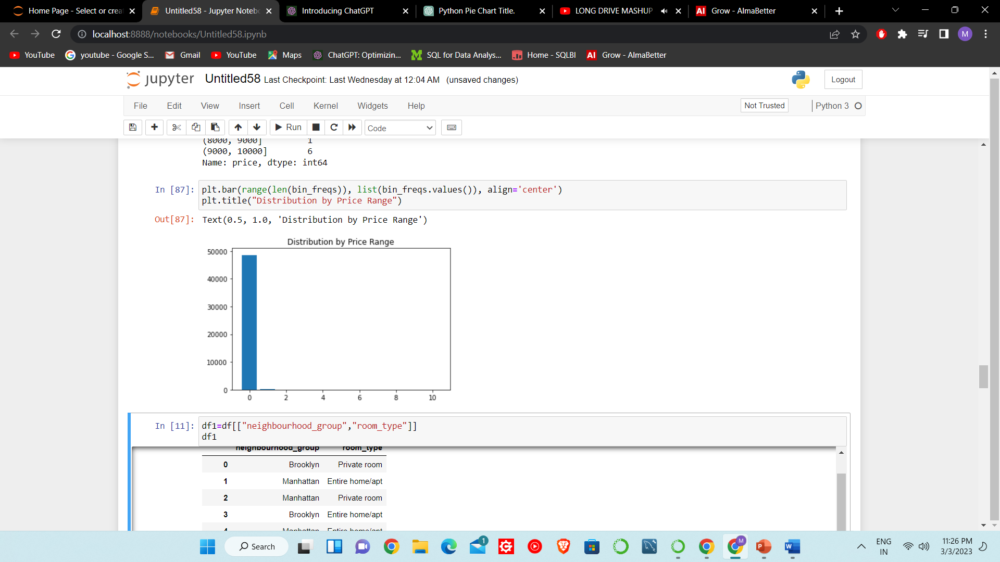 Home Page - Select or crea
Untitled58 - Jupyter Noteb
Introducing ChatGPT
Python Pie Chart Title.
LONG DRIVE MASHUP
AI Grow - AlmaBetter
localhost:8888/notebooks/Untitled58.ipynb
M
YouTube
youtube - Google S...
Gmail
YouTube
Maps
ChatGPT: Optimizin...
SQL for Data Analys...
Home - SQLBI
AI Grow - AlmaBetter
jupyter Untitled58 Last Checkpoint: Last Wednesday at 12:04 AM (unsaved changes)
Logout
File Edit View Insert Cell Kernel Widgets Help
Not Trusted
Python 3
Run
Code
(8000, 9000] 1
(9000, 10000] 6
Name: price, dtype: int64
In [87]: plt.bar(range(len(bin_freqs)), list(bin_freqs.values()), align='center')
plt.title("Distribution by Price Range")
Out[87]: Text(0.5, 1.0, 'Distribution by Price Range')
Distribution by Price Range
50000
40000
30000
20000
10000
0
0 2 4 6 8 10
In [11]: df1=df[["neighbourhood_group","room_type"]]
df1
neighbourhood_group room_type
0 Brooklyn Private room
1 Manhattan Entire home/apt
2 Manhattan Private room
3 Brooklyn Entire home/apt
4 Manhattan Entire home/apt
Search
1
M
P
W
ENG
IN
11:26 PM
3/3/2023